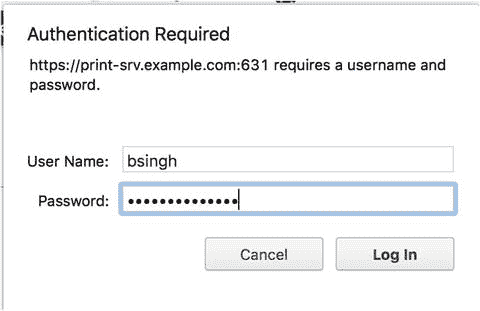 Authentication Required
https://print-srv.example.com:631 requires a username and
password.
User Name: bsingh
Password: ••••••••••••••
Cancel Log In